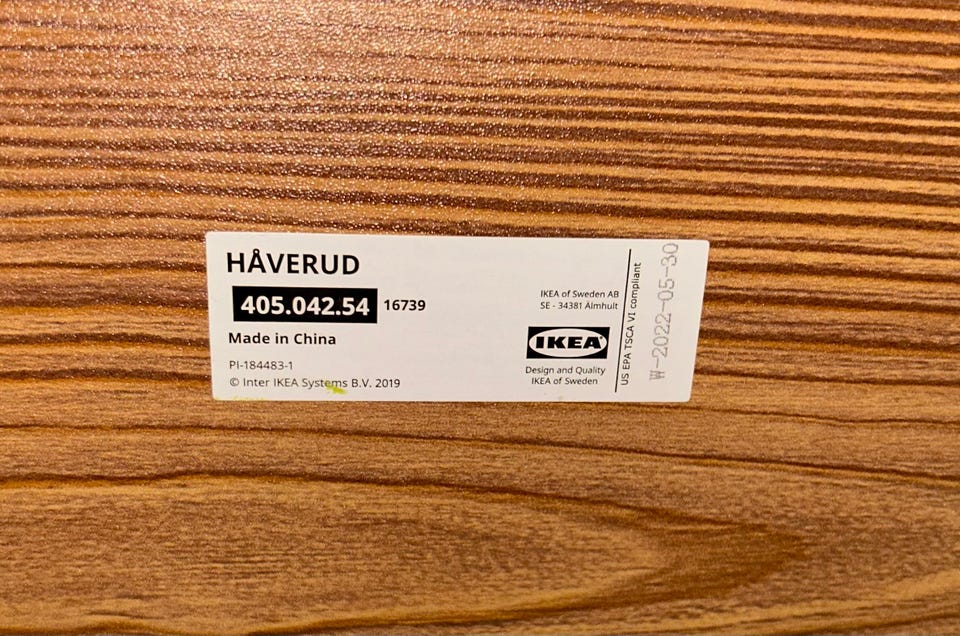 HÅVERUD
405.042.54 16739
Made in China
PI-184483-1
© Inter IKEA Systems B.V. 2019
IKEA of Sweden AB
SE - 34381 Älmhult
IKEA
Design and Quality
IKEA of Sweden
US EPA TSCA VI compliant
W-2022-05-30